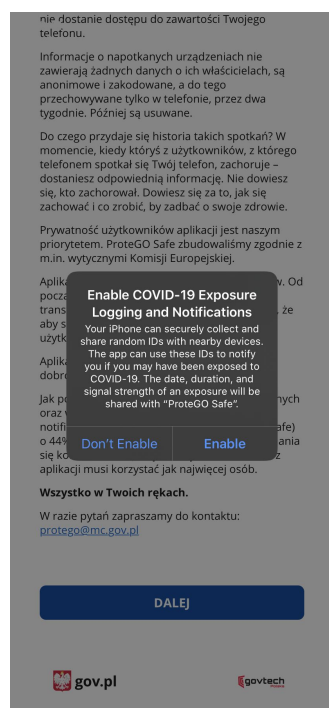 nie dostanie dostępu do zawartości Twojego
telefonu.
Informacje o napotkanych urządzeniach nie
zawierają żadnych danych o ich właścicielach, są
anonimowe i zakodowane, a do tego
przechowywane tylko w telefonie, przez dwa
tygodnie. Później są usuwane.
Do czego przydaje się historia takich spotkań? W
momencie, kiedy któryś z użytkowników, z którego
telefonem spotkał się Twój telefon, zachoruje –
dostaniesz odpowiednią informację. Nie dowiesz
się, kto zachorował. Dowiesz się za to, jak się
zachować i co zrobić, by zadbać o swoje zdrowie.
Prywatność użytkowników aplikacji jest naszym
priorytetem. ProteGO Safe zbudowaliśmy zgodnie z
m.in. wytycznymi Komisji Europejskiej.
w. Od
że
aby s
Enable COVID-19 Exposure
Logging and Notifications
Your iPhone can securely collect and
share random IDs with nearby devices.
The app can use these IDs to notify
you if you may have been exposed to
COVID-19. The date, duration, and
signal strength of an exposure will be
shared with "ProteGO Safe".
Don't Enable
Enable
Jak
nych
oraz
o 44%
się
z
aplikacji musi korzystać jak najwięcej osób.
Wszystko w Twoich rękach.
W razie pytań zapraszamy do kontaktu:
protego@mc.gov.pl
DALEJ
gov.pl
govtech